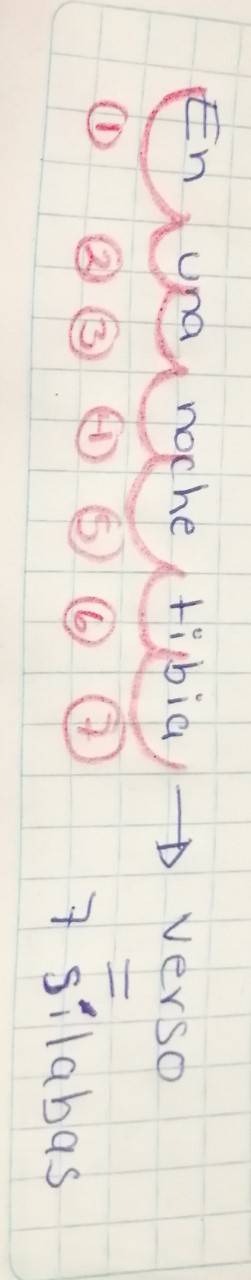 En una noche tibia → verso
① ② ③ ④ ⑤ ⑥ ⑦ =
7 sílabas